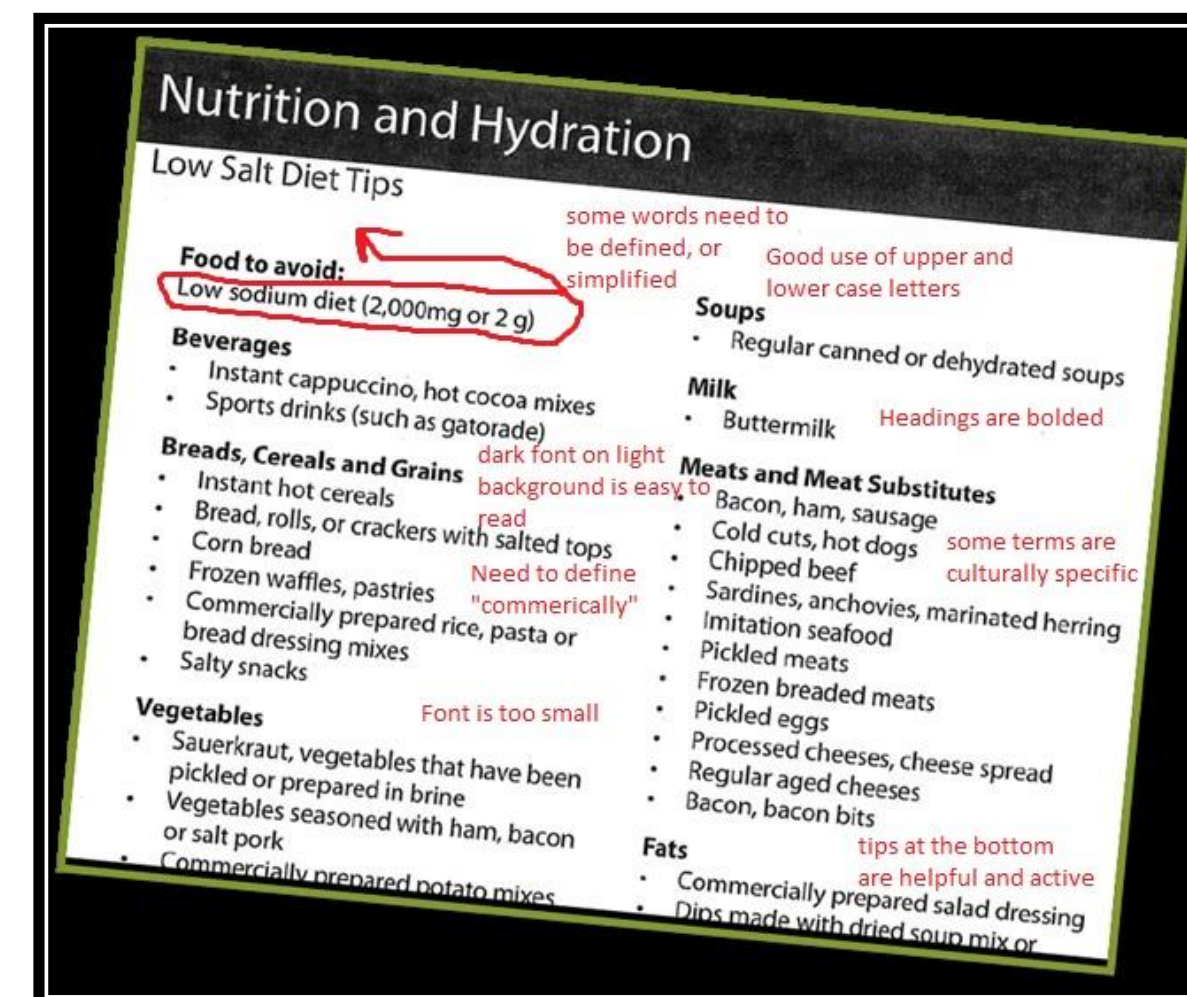 Nutrition and Hydration
Low Salt Diet Tips
some words need to
be defined, or
simplified
Good use of upper and
lower case letters
Food to avoid:
Low sodium diet (2,000mg or 2 g)
Beverages
• Instant cappuccino, hot cocoa mixes
• Sports drinks (such as gatorade)
Breads, Cereals and Grains
• Instant hot cereals
• Bread, rolls, or crackers with salted tops
• Corn bread
• Frozen waffles, pastries
• Commercially prepared rice, pasta or
bread dressing mixes
• Salty snacks
dark font on light
background is easy to
read
Need to define
"commerically"
Font is too small
Vegetables
• Sauerkraut, vegetables that have been
pickled or prepared in brine
• Vegetables seasoned with ham, bacon
or salt pork
• Commercially prepared potato mixes
Soups
• Regular canned or dehydrated soups
Milk
• Buttermilk
Headings are bolded
Meats and Meat Substitutes
• Bacon, ham, sausage
• Cold cuts, hot dogs
• Chipped beef
• Sardines, anchovies, marinated herring
• Imitation seafood
• Pickled meats
• Frozen breaded meats
• Pickled eggs
• Processed cheeses, cheese spread
• Regular aged cheeses
• Bacon, bacon bits
some terms are
culturally specific
Fats
• Commercially prepared salad dressing
• Dips made with dried soup mix or
tips at the bottom
are helpful and active